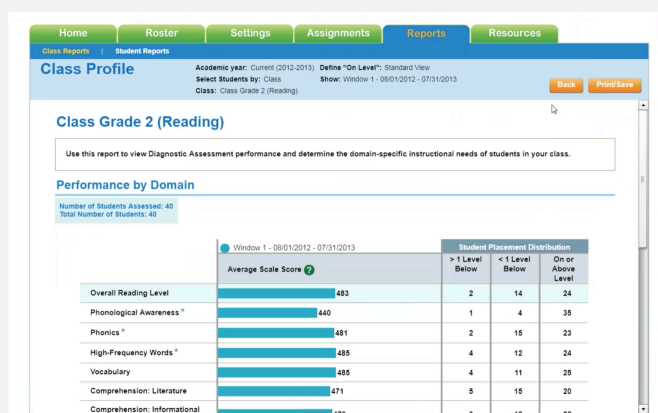 Home Roster Settings Assignments Reports Resources
Class Reports | Student Reports
Class Profile
Academic year: Current (2012-2013) Define "On Level": Standard View
Select Students by: Class Show: Window 1 - 08/01/2012 - 07/31/2013
Class: Class Grade 2 (Reading)
Back Print/Save
Class Grade 2 (Reading)
Use this report to view Diagnostic Assessment performance and determine the domain-specific instructional needs of students in your class.
Performance by Domain
Number of Students Assessed: 40
Total Number of Students: 40
Window 1 - 08/01/2012 - 07/31/2013 Student Placement Distribution
Average Scale Score ? > 1 Level Below < 1 Level Below On or Above Level
Overall Reading Level 483 2 14 24
Phonological Awareness * 440 1 4 35
Phonics * 481 2 15 23
High-Frequency Words * 485 4 12 24
Vocabulary 485 4 11 25
Comprehension: Literature 471 5 15 20
Comprehension: Informational